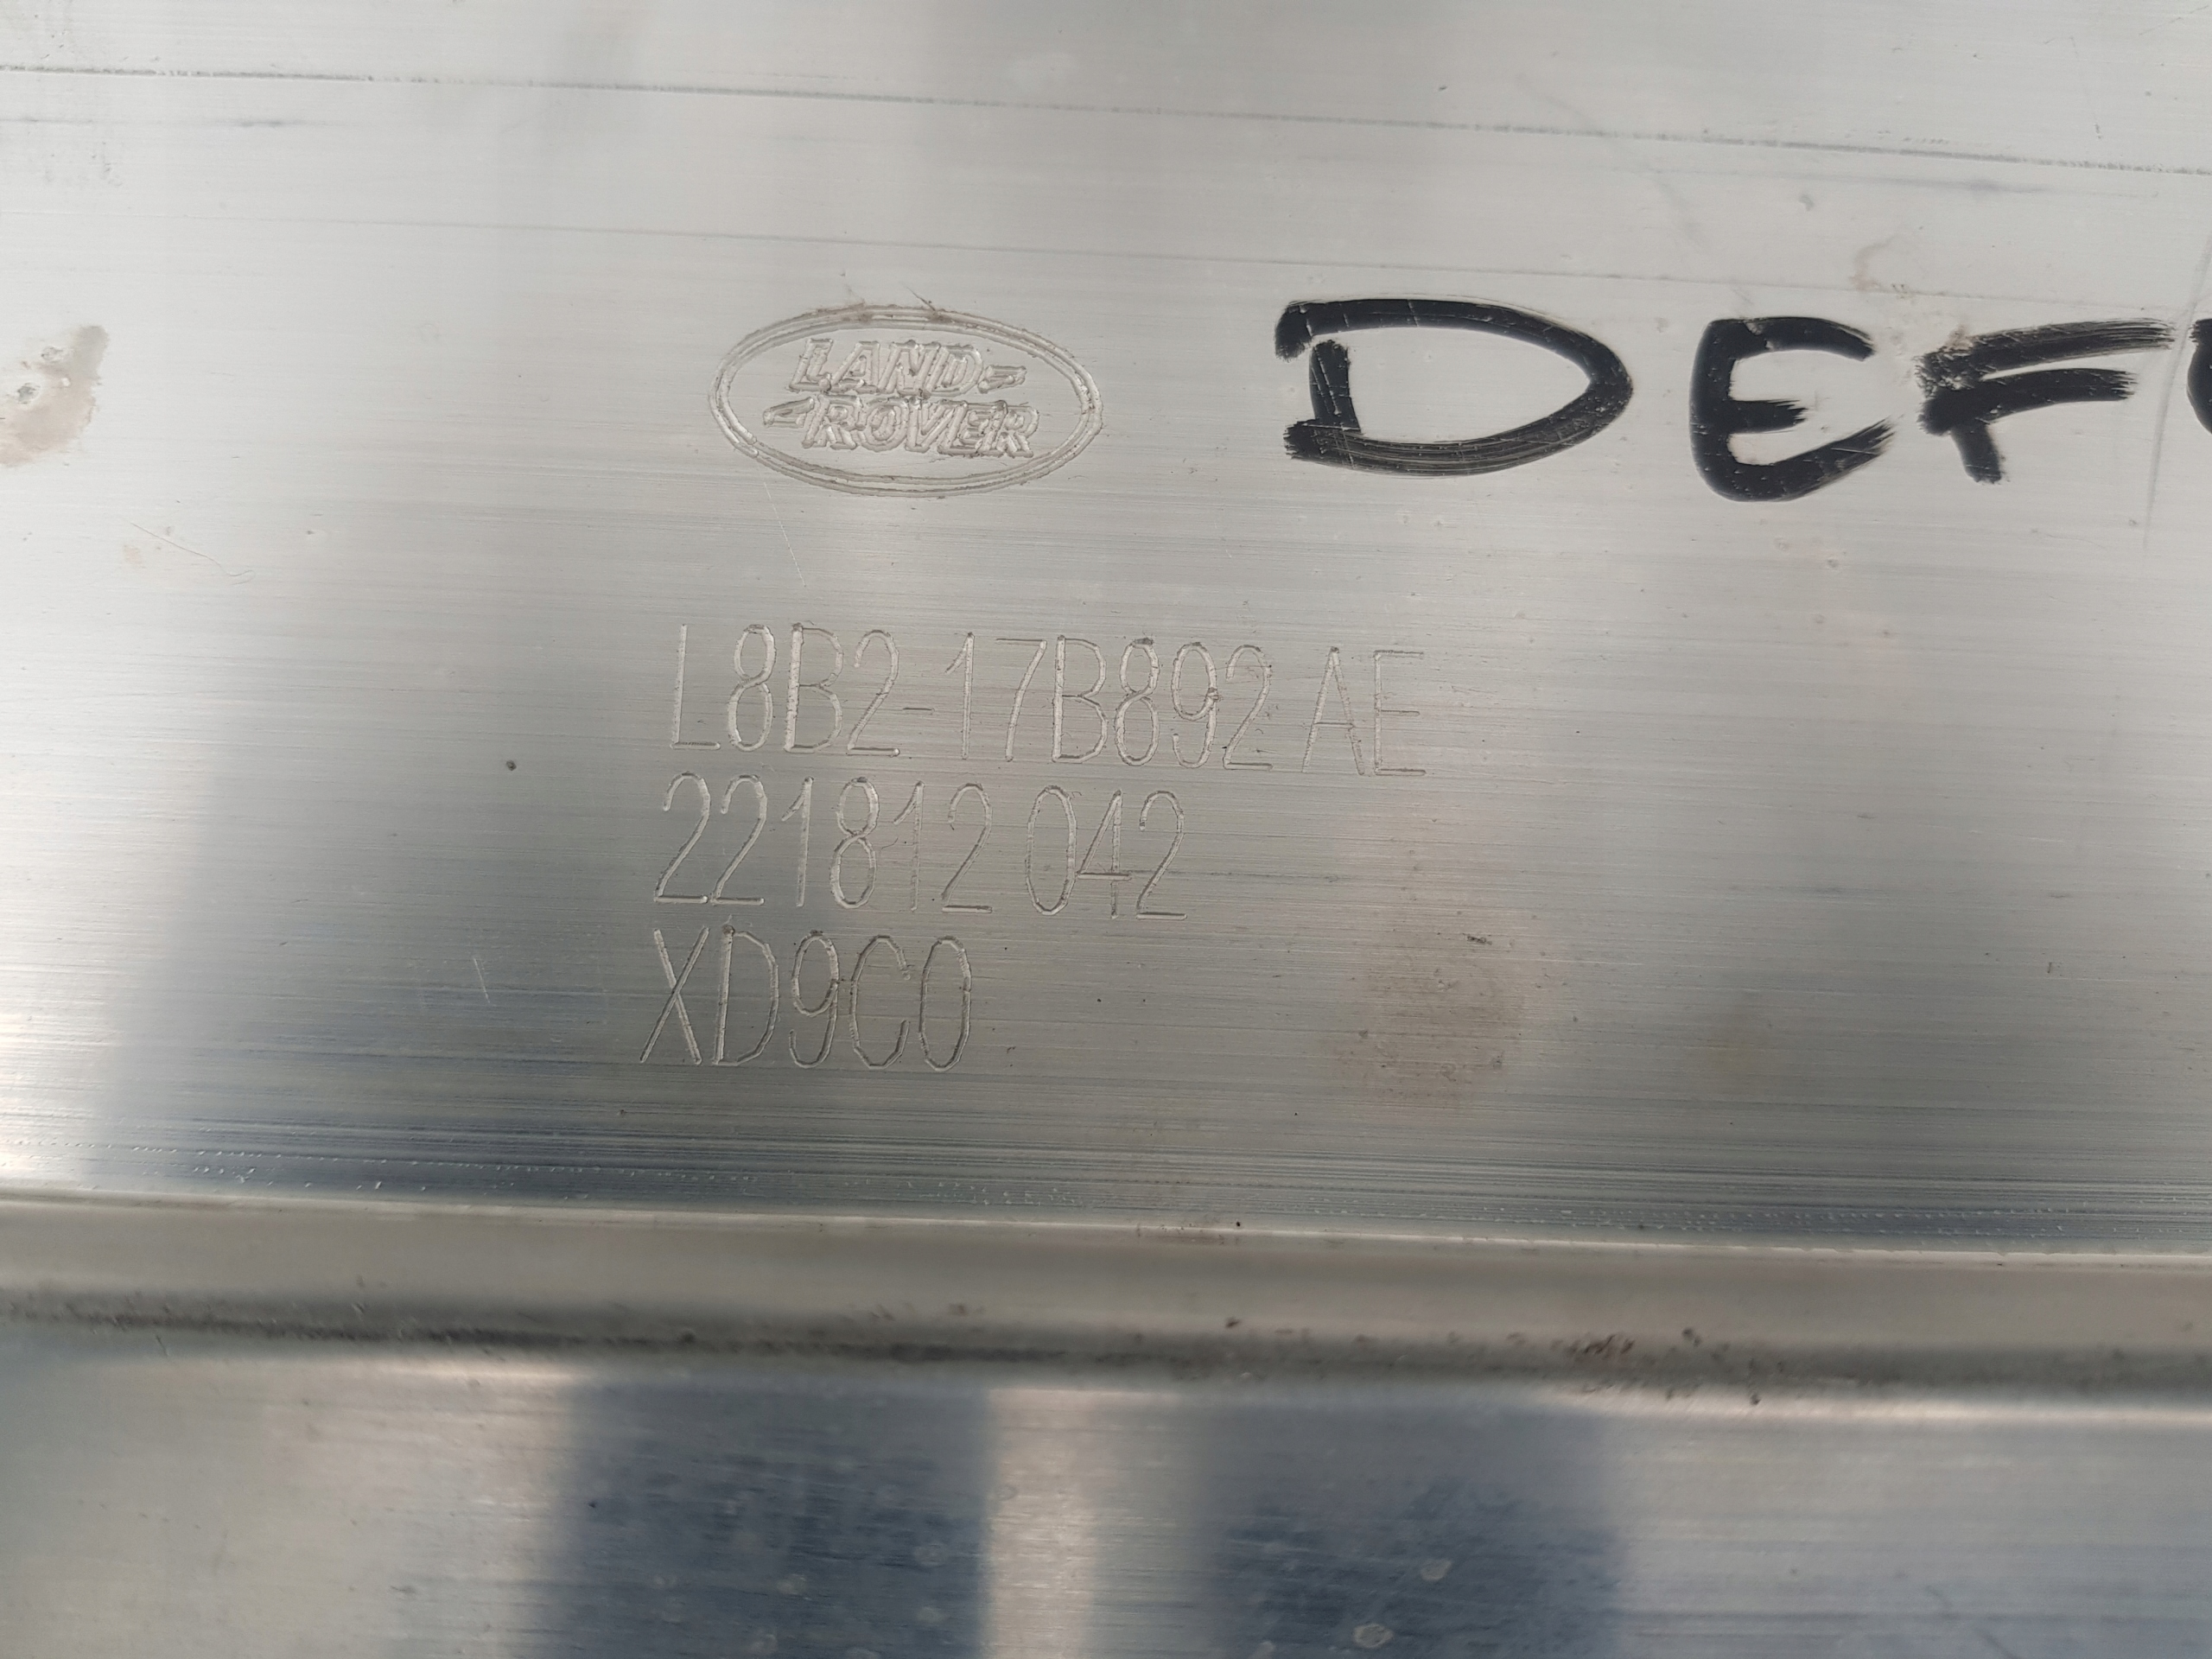 LAND-
-ROVER
DEF
L8B2-17B892 AE
221812 042
XD9C0